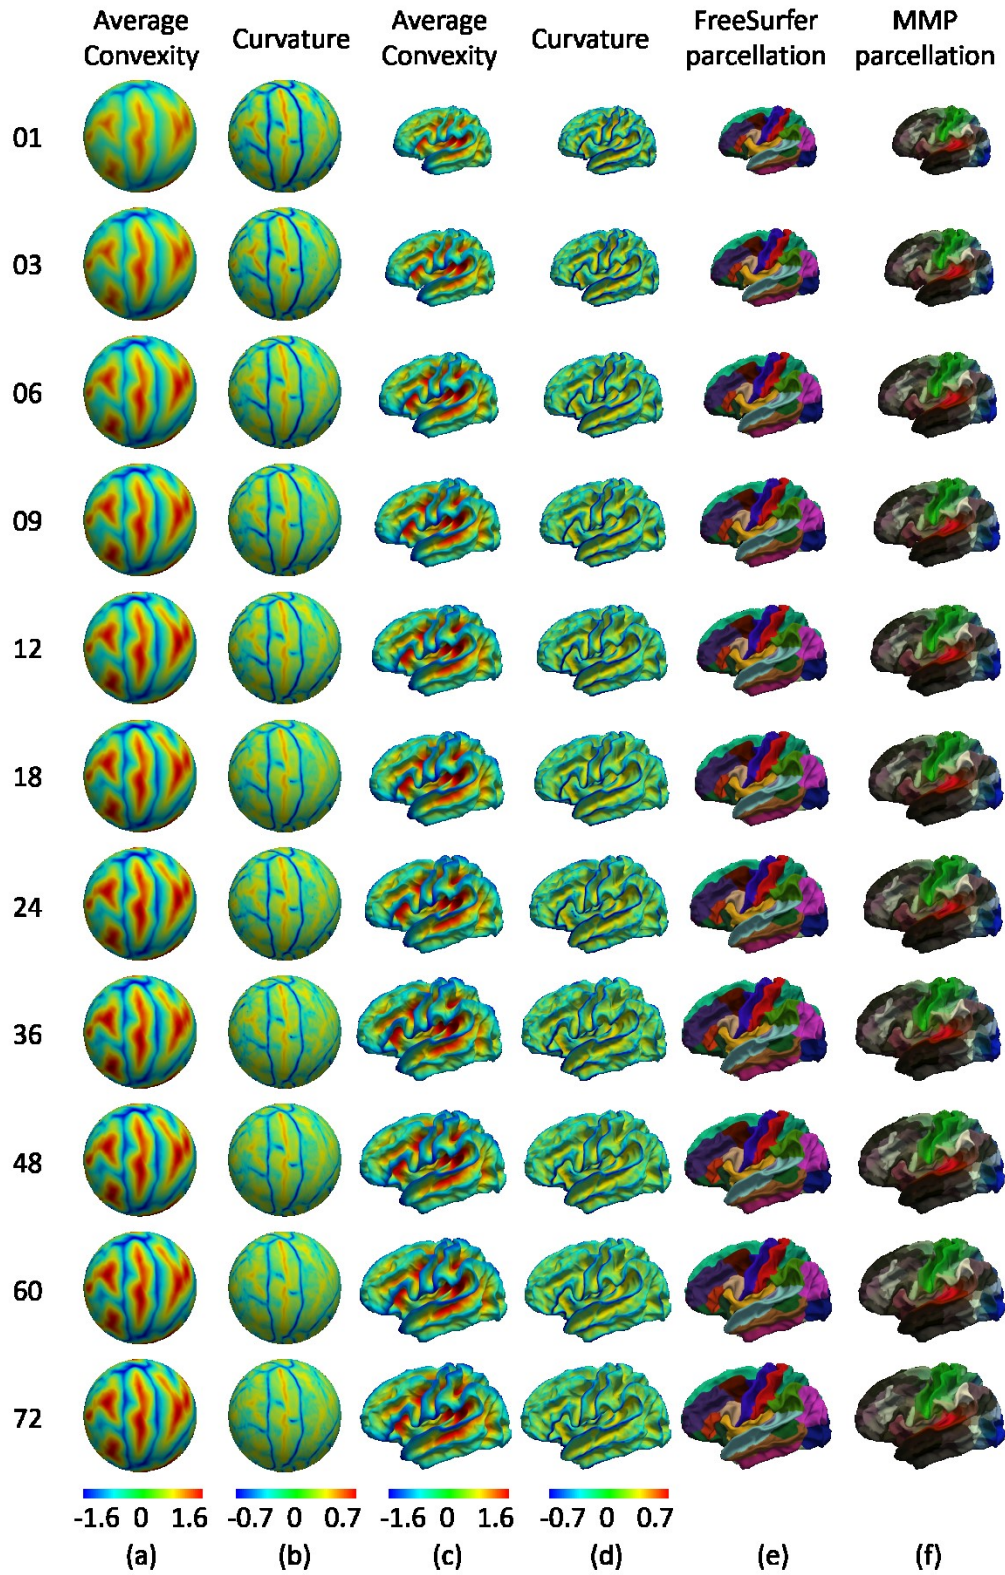 Average Convexity
Curvature
Average Convexity
Curvature
FreeSurfer parcellation
MMP parcellation
01
03
06
09
12
18
24
36
48
60
72
-1.6 0 1.6
-0.7 0 0.7
-1.6 0 1.6
-0.7 0 0.7
(a)
(b)
(c)
(d)
(e)
(f)